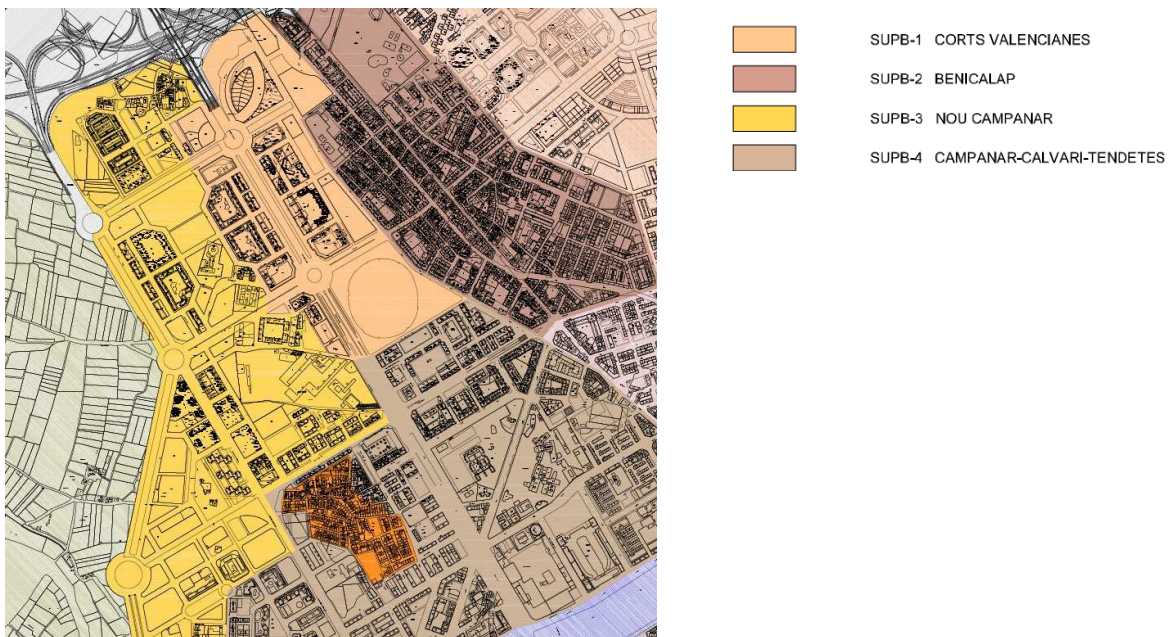 SUPB-1 CORTS VALENCIANES
SUPB-2 BENICALAP
SUPB-3 NOU CAMPANAR
SUPB-4 CAMPANAR-CALVARI-TENDETES